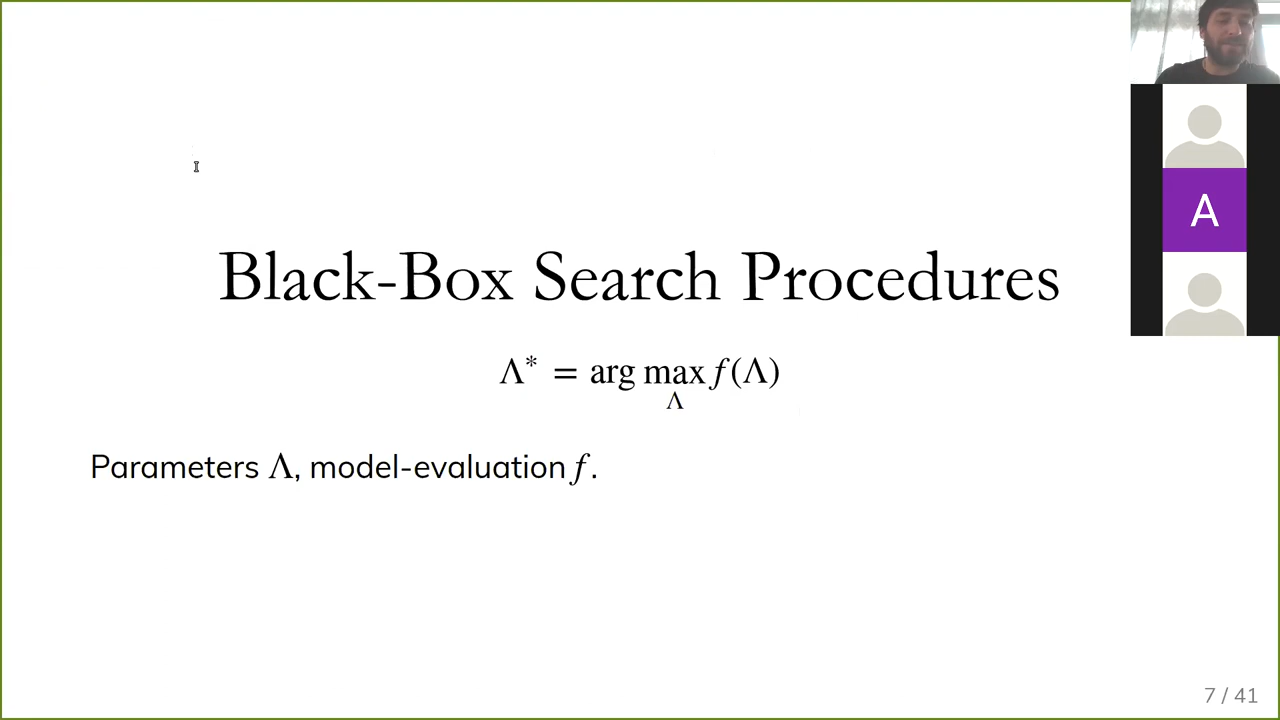 Black-Box Search Procedures
Λ* = arg max f(Λ)
Λ
Parameters Λ, model-evaluation f.
A
7 / 41